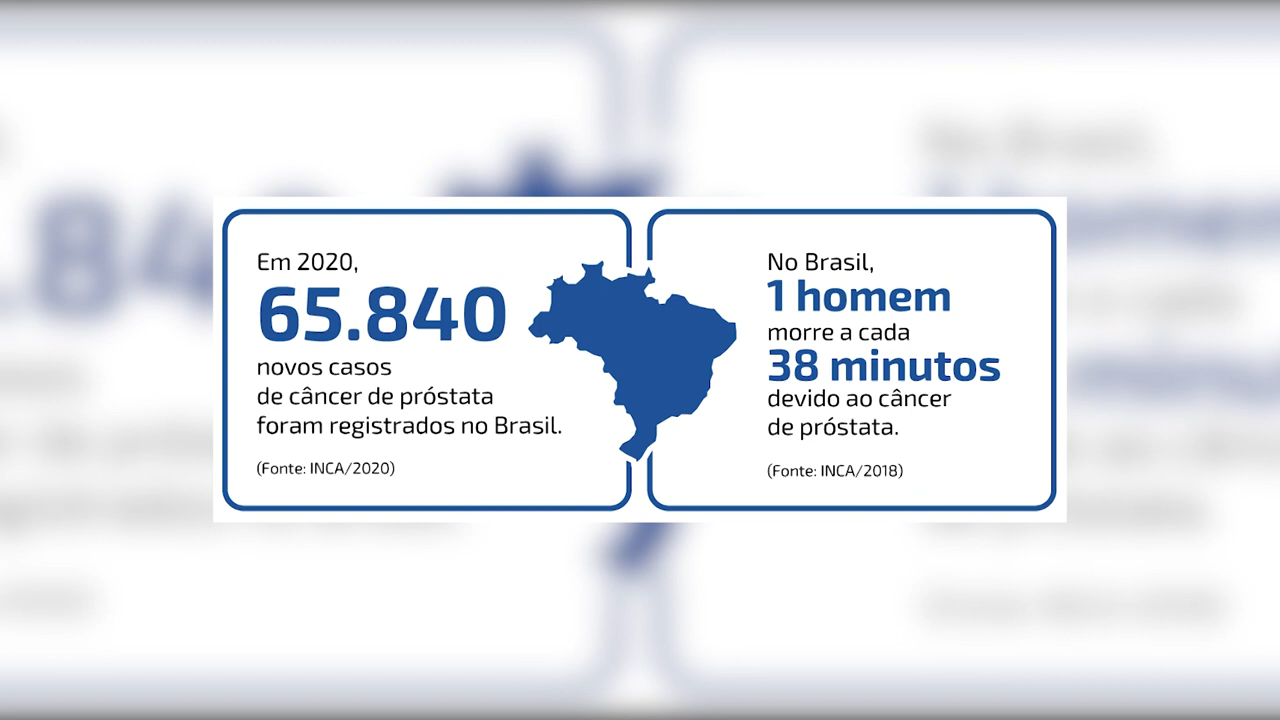 Em 2020,
65.840
novos casos
de câncer de próstata
foram registrados no Brasil.
(Fonte: INCA/2020)
No Brasil,
1 homem
morre a cada
38 minutos
devido ao câncer
de próstata.
(Fonte: INCA/2018)